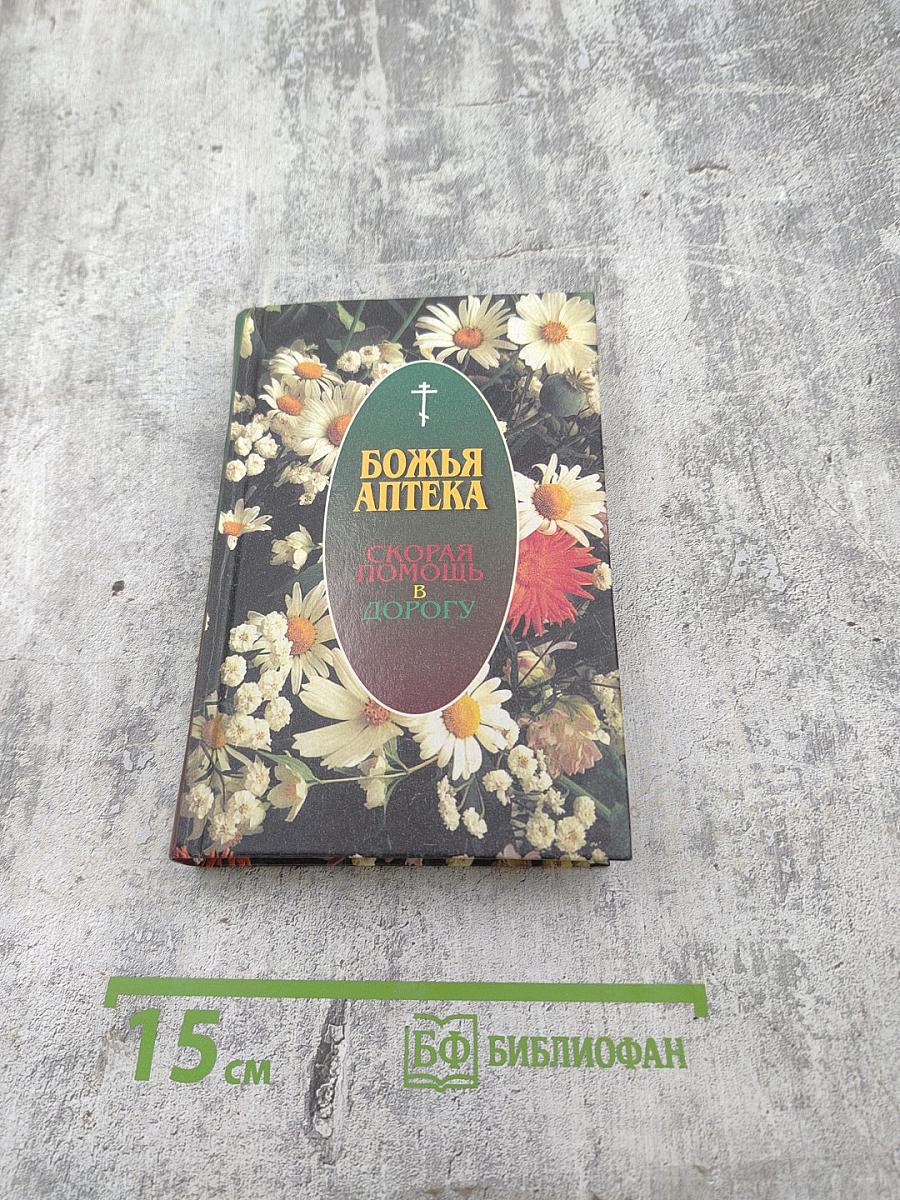 БОЖЬЯ
АПТЕКА
СКОРАЯ
ПОМОЩЬ
В
ДОРОГУ
15 см
БФ БИБЛИОФАН